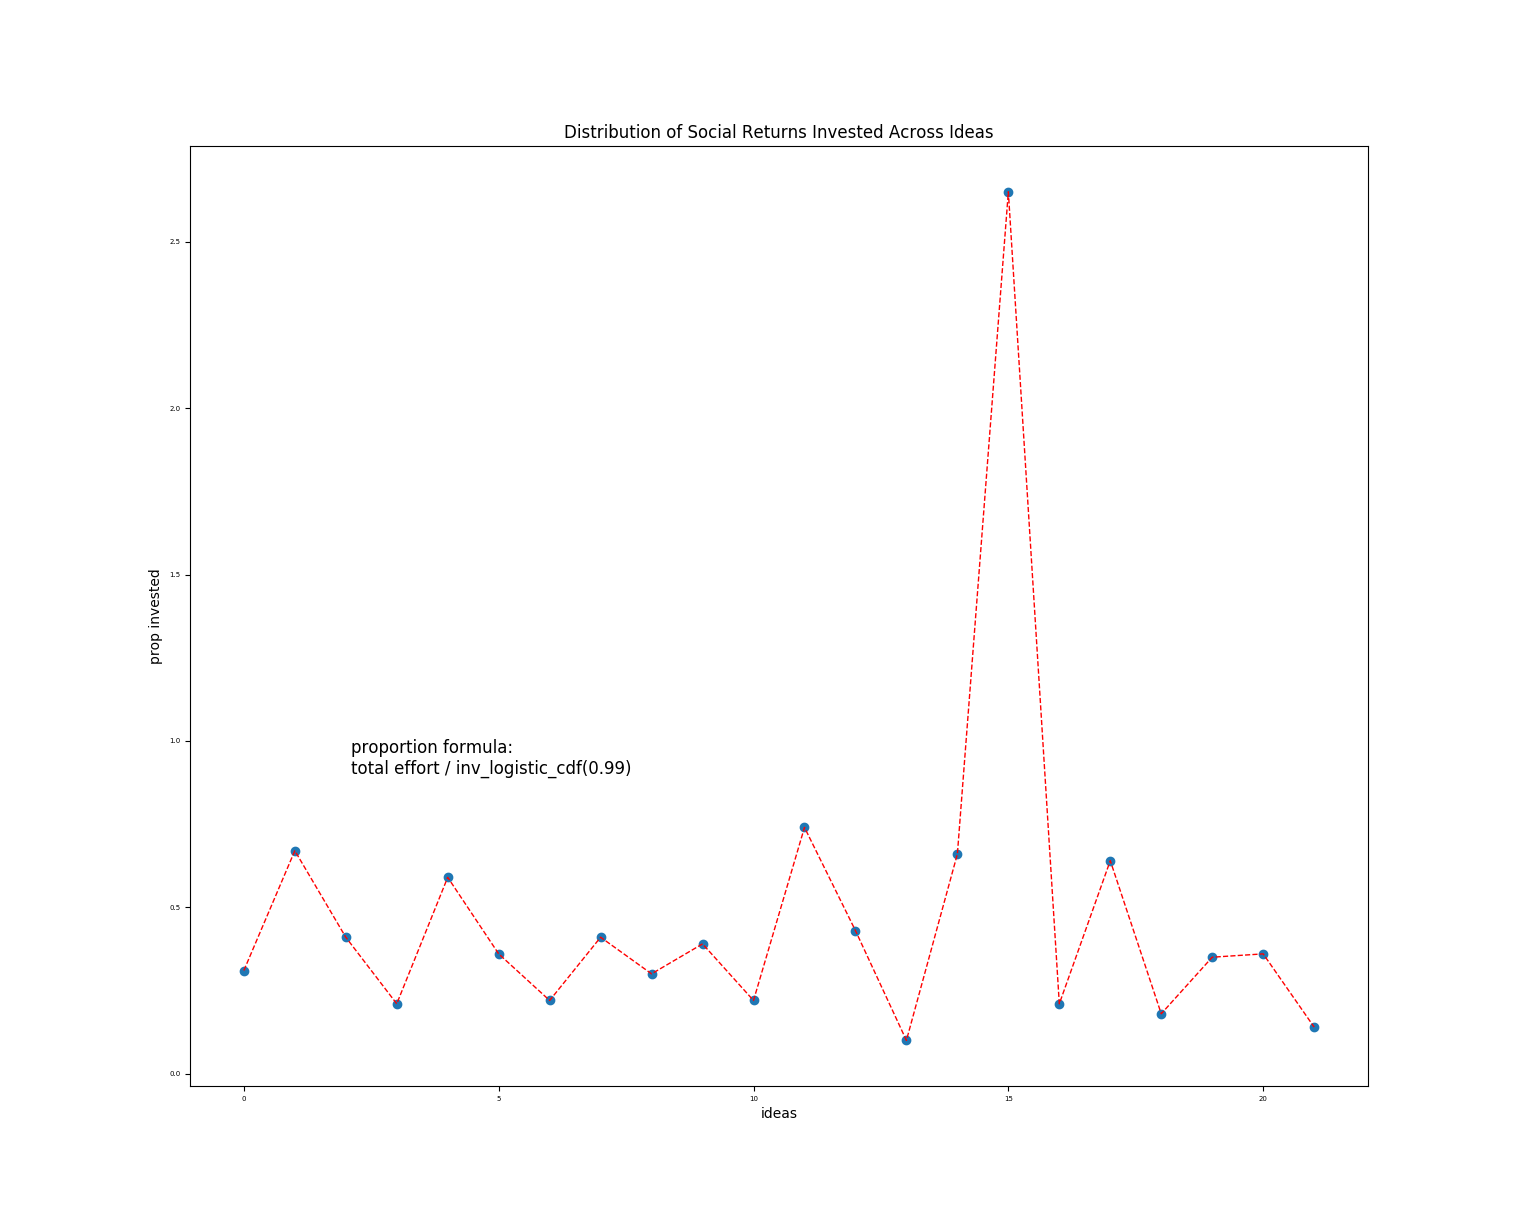 Distribution of Social Returns Invested Across Ideas
prop invested
2.5
2.0
1.5
1.0
0.5
0.0
proportion formula:
total effort / inv_logistic_cdf(0.99)
0 5 10 15 20
ideas